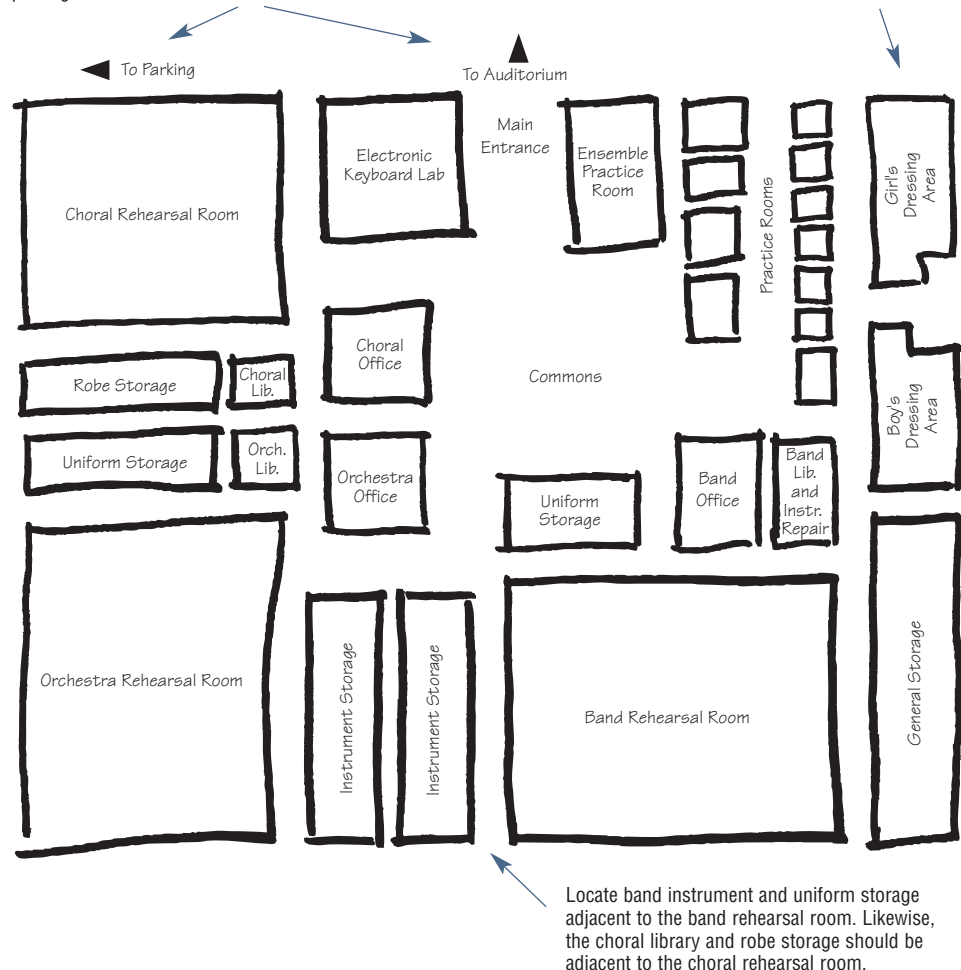 To Parking
To Auditorium
Main
Entrance
Choral Rehearsal Room
Electronic
Keyboard Lab
Ensemble
Practice
Room
Practice Rooms
Girl's
Dressing
Area
Robe Storage
Choral
Lib.
Choral
Office
Commons
Boy's
Dressing
Area
Uniform Storage
Orch.
Lib.
Orchestra
Office
Uniform
Storage
Band
Office
Band
Lib.
and
Instr.
Repair
Orchestra Rehearsal Room
Instrument Storage
Instrument Storage
Band Rehearsal Room
General Storage
Locate band instrument and uniform storage
adjacent to the band rehearsal room. Likewise,
the choral library and robe storage should be
adjacent to the choral rehearsal room.